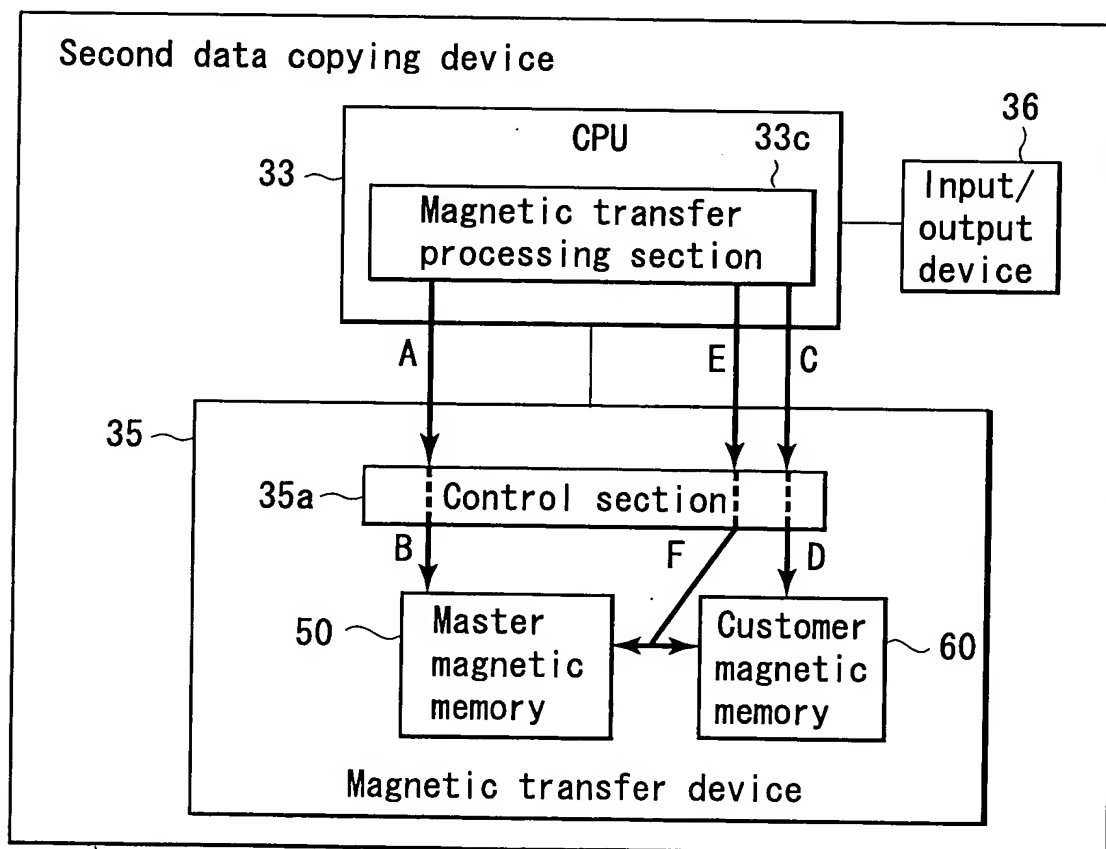 Second data copying device
CPU
33
33c
36
Magnetic transfer
processing section
Input/
output
device
A
E
C
35
35a
Control section
B
F
D
50
Master
magnetic
memory
Customer
magnetic
memory
60
Magnetic transfer device